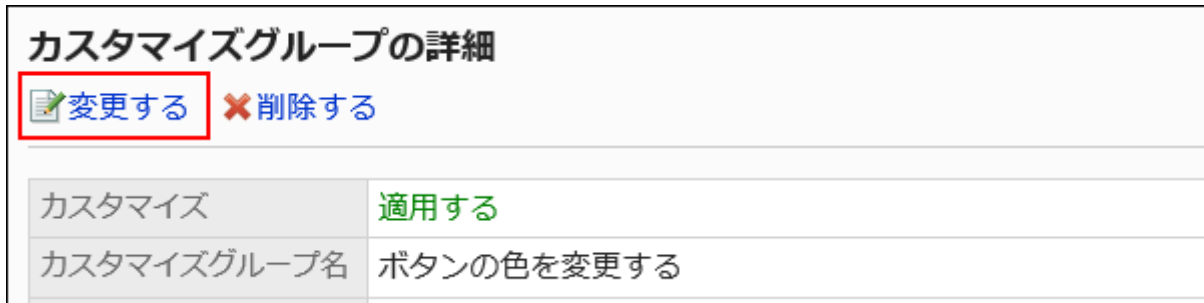 カスタマイズグループの詳細
変更する 削除する
カスタマイズ 適用する
カスタマイズグループ名 ボタンの色を変更する